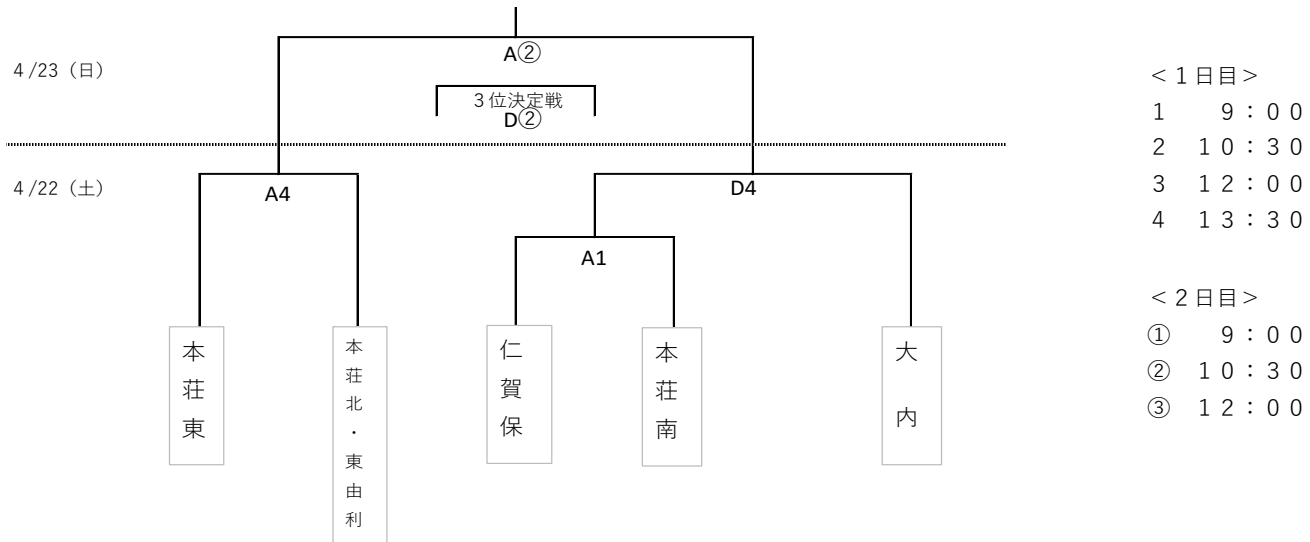 A②
4/23（日）
3位決定戦
D②
4/22（土）
A4
D4
A1
本荘東
本荘北・東由利
仁賀保
本荘南
大内
＜1日目＞
1 9：00
2 10：30
3 12：00
4 13：30
＜2日目＞
① 9：00
② 10：30
③ 12：00